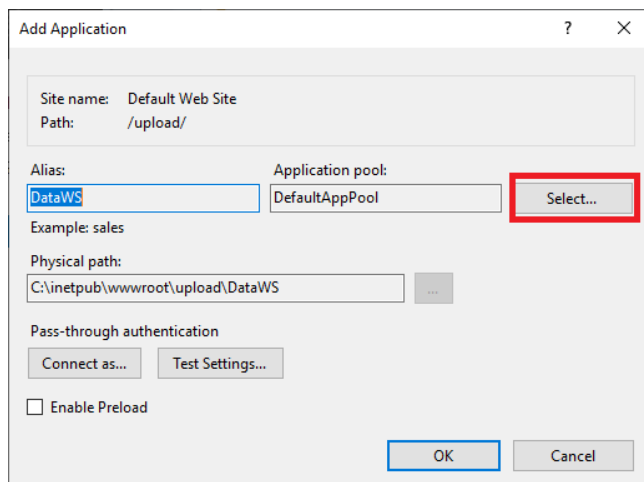 Add Application
? X
Site name: Default Web Site
Path: /upload/
Alias: Application pool:
DataWS DefaultAppPool Select...
Example: sales
Physical path:
C:\inetpub\wwwroot\upload\DataWS ...
Pass-through authentication
Connect as... Test Settings...
Enable Preload
OK Cancel